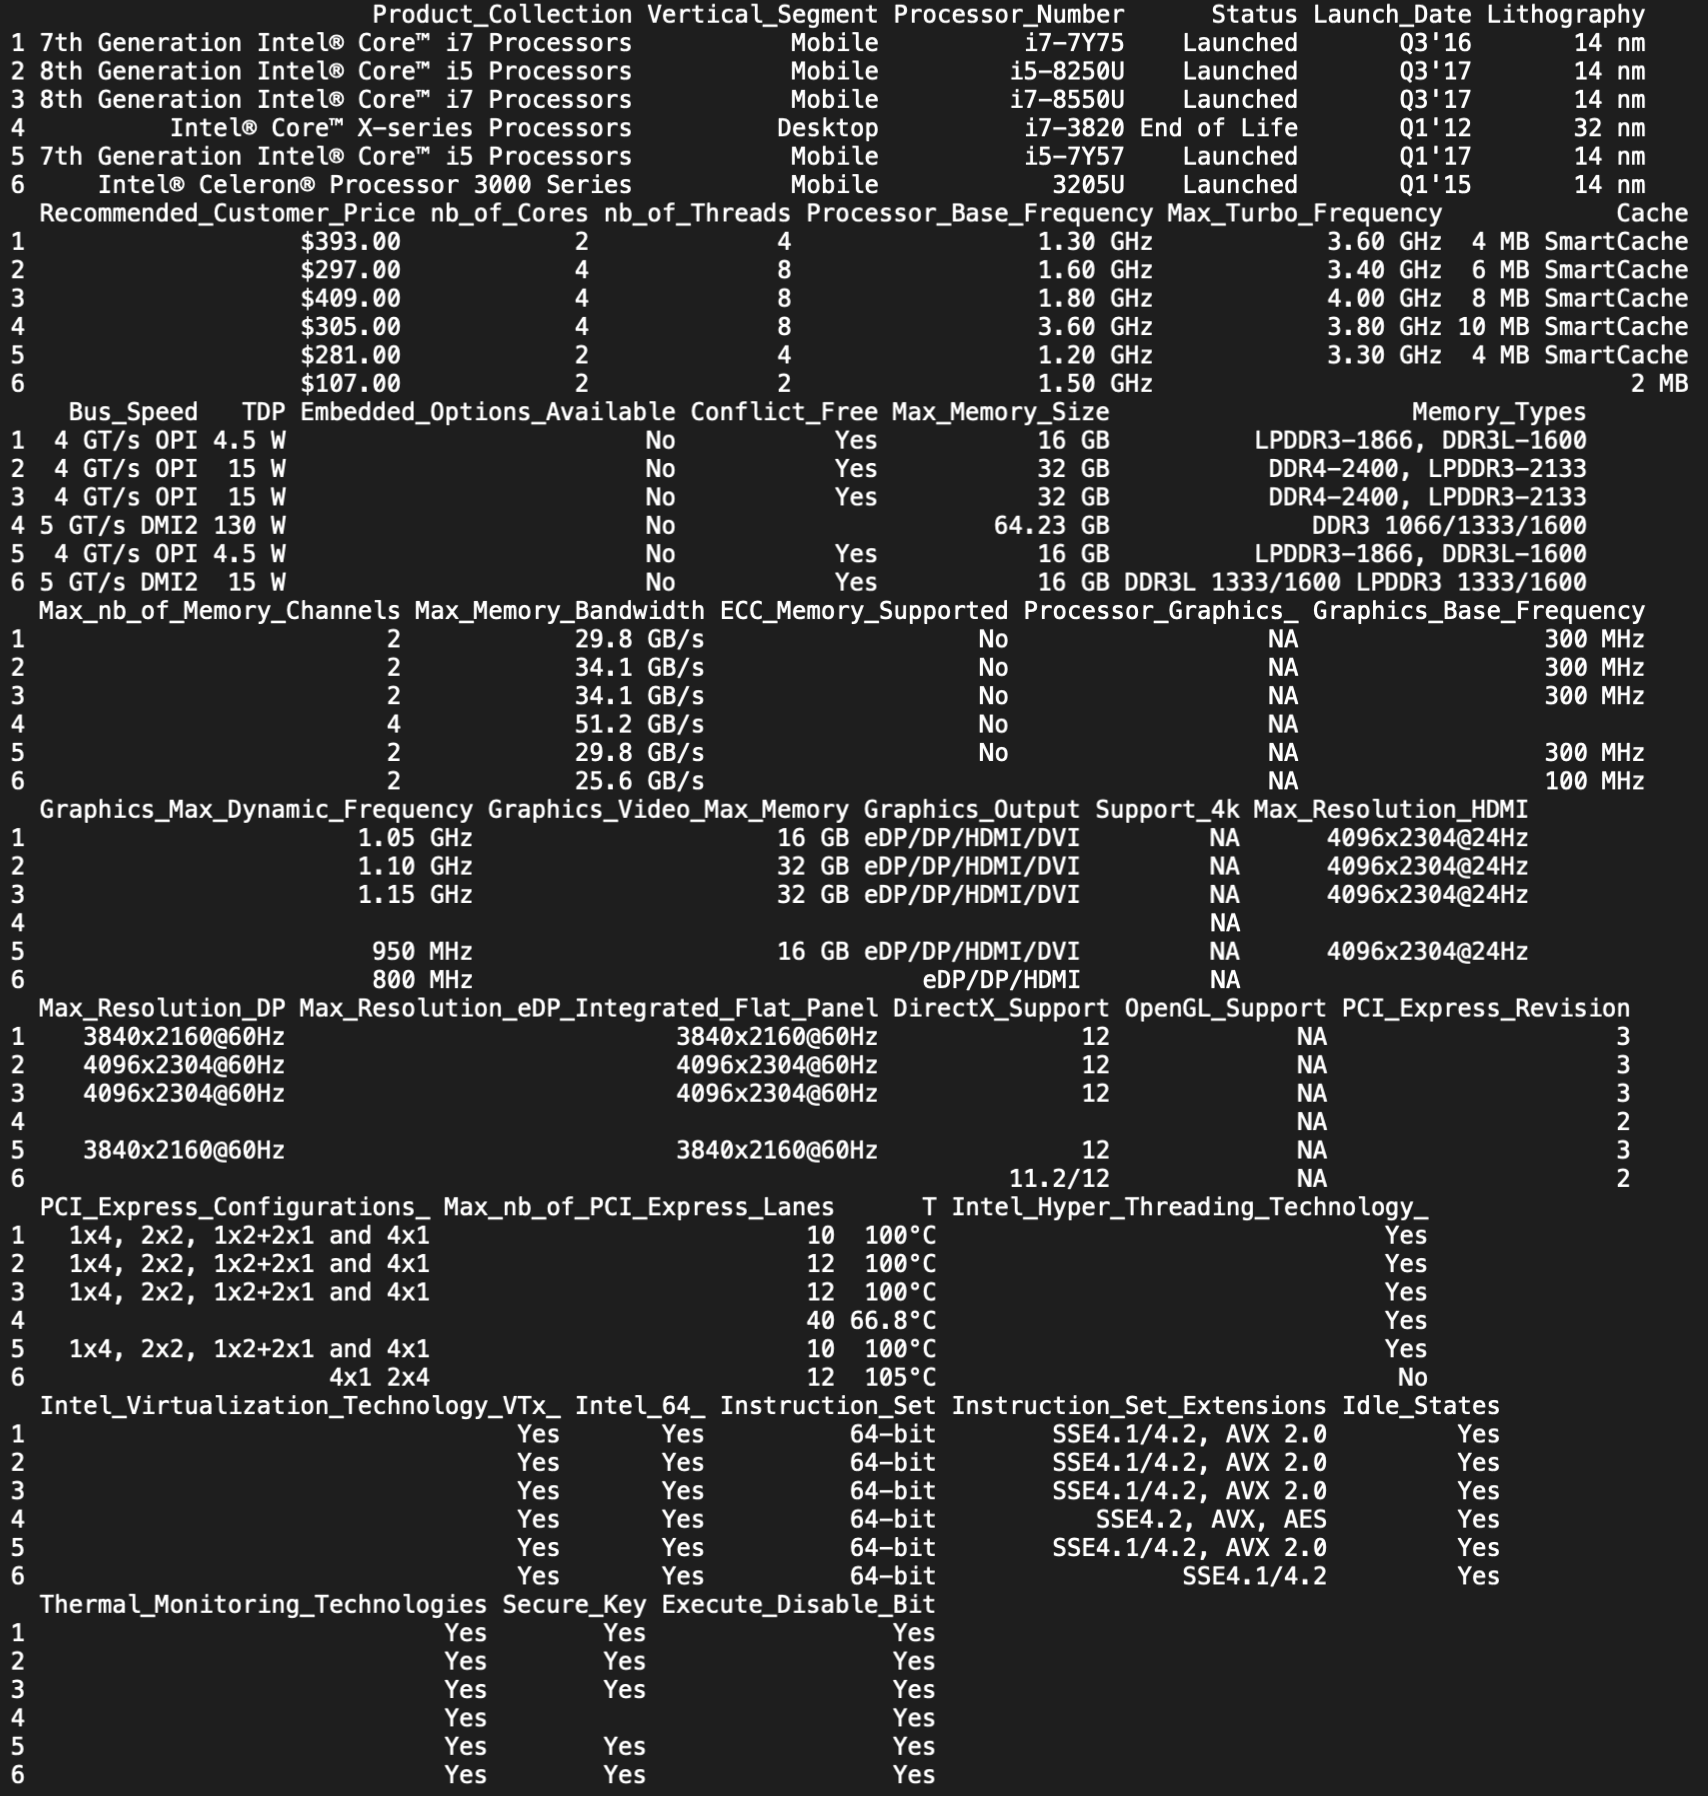 Product_Collection Vertical_Segment Processor_Number Status Launch_Date Lithography
1 7th Generation Intel® Core™ i7 Processors Mobile i7-7Y75 Launched Q3'16 14 nm
2 8th Generation Intel® Core™ i5 Processors Mobile i5-8250U Launched Q3'17 14 nm
3 8th Generation Intel® Core™ i7 Processors Mobile i7-8550U Launched Q3'17 14 nm
4 Intel® Core™ X-series Processors Desktop i7-3820 End of Life Q1'12 32 nm
5 7th Generation Intel® Core™ i5 Processors Mobile i5-7Y57 Launched Q1'17 14 nm
6 Intel® Celeron® Processor 3000 Series Mobile 3205U Launched Q1'15 14 nm
Recommended_Customer_Price nb_of_Cores nb_of_Threads Processor_Base_Frequency Max_Turbo_Frequency Cache
1 $393.00 2 4 1.30 GHz 3.60 GHz 4 MB SmartCache
2 $297.00 4 8 1.60 GHz 3.40 GHz 6 MB SmartCache
3 $409.00 4 8 1.80 GHz 4.00 GHz 8 MB SmartCache
4 $305.00 4 8 3.60 GHz 3.80 GHz 10 MB SmartCache
5 $281.00 2 4 1.20 GHz 3.30 GHz 4 MB SmartCache
6 $107.00 2 2 1.50 GHz 2 MB
Bus_Speed TDP Embedded_Options_Available Conflict_Free Max_Memory_Size Memory_Types
1 4 GT/s OPI 4.5 W No Yes 16 GB LPDDR3-1866, DDR3L-1600
2 4 GT/s OPI 15 W No Yes 32 GB DDR4-2400, LPDDR3-2133
3 4 GT/s OPI 15 W No Yes 32 GB DDR4-2400, LPDDR3-2133
4 5 GT/s DMI2 130 W No 64.23 GB DDR3 1066/1333/1600
5 4 GT/s OPI 4.5 W No Yes 16 GB LPDDR3-1866, DDR3L-1600
6 5 GT/s DMI2 15 W No Yes 16 GB DDR3L 1333/1600 LPDDR3 1333/1600
Max_nb_of_Memory_Channels Max_Memory_Bandwidth ECC_Memory_Supported Processor_Graphics_ Graphics_Base_Frequency
1 2 29.8 GB/s No NA 300 MHz
2 2 34.1 GB/s No NA 300 MHz
3 2 34.1 GB/s No NA 300 MHz
4 4 51.2 GB/s No NA
5 2 29.8 GB/s No NA 300 MHz
6 2 25.6 GB/s NA 100 MHz
Graphics_Max_Dynamic_Frequency Graphics_Video_Max_Memory Graphics_Output Support_4k Max_Resolution_HDMI
1 1.05 GHz 16 GB eDP/DP/HDMI/DVI NA 4096x2304@24Hz
2 1.10 GHz 32 GB eDP/DP/HDMI/DVI NA 4096x2304@24Hz
3 1.15 GHz 32 GB eDP/DP/HDMI/DVI NA 4096x2304@24Hz
4 NA
5 950 MHz 16 GB eDP/DP/HDMI/DVI NA 4096x2304@24Hz
6 800 MHz eDP/DP/HDMI NA
Max_Resolution_DP Max_Resolution_eDP_Integrated_Flat_Panel DirectX_Support OpenGL_Support PCI_Express_Revision
1 3840x2160@60Hz 3840x2160@60Hz 12 NA 3
2 4096x2304@60Hz 4096x2304@60Hz 12 NA 3
3 4096x2304@60Hz 4096x2304@60Hz 12 NA 3
4 NA 2
5 3840x2160@60Hz 3840x2160@60Hz 12 NA 3
6 11.2/12 NA 2
PCI_Express_Configurations_ Max_nb_of_PCI_Express_Lanes T Intel_Hyper_Threading_Technology_
1 1x4, 2x2, 1x2+2x1 and 4x1 10 100°C Yes
2 1x4, 2x2, 1x2+2x1 and 4x1 12 100°C Yes
3 1x4, 2x2, 1x2+2x1 and 4x1 12 100°C Yes
4 40 66.8°C Yes
5 1x4, 2x2, 1x2+2x1 and 4x1 10 100°C Yes
6 4x1 2x4 12 105°C No
Intel_Virtualization_Technology_VTx_ Intel_64_ Instruction_Set Instruction_Set_Extensions Idle_States
1 Yes Yes 64-bit SSE4.1/4.2, AVX 2.0 Yes
2 Yes Yes 64-bit SSE4.1/4.2, AVX 2.0 Yes
3 Yes Yes 64-bit SSE4.1/4.2, AVX 2.0 Yes
4 Yes Yes 64-bit SSE4.2, AVX, AES Yes
5 Yes Yes 64-bit SSE4.1/4.2, AVX 2.0 Yes
6 Yes Yes 64-bit SSE4.1/4.2 Yes
Thermal_Monitoring_Technologies Secure_Key Execute_Disable_Bit
1 Yes Yes Yes
2 Yes Yes Yes
3 Yes Yes Yes
4 Yes Yes
5 Yes Yes Yes
6 Yes Yes Yes